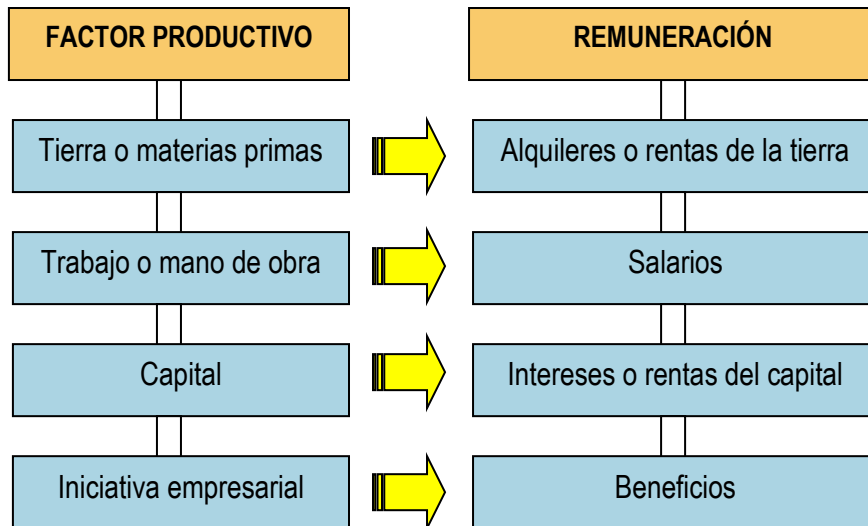 FACTOR PRODUCTIVO
REMUNERACIÓN
Tierra o materias primas
Alquileres o rentas de la tierra
Trabajo o mano de obra
Salarios
Capital
Intereses o rentas del capital
Iniciativa empresarial
Beneficios